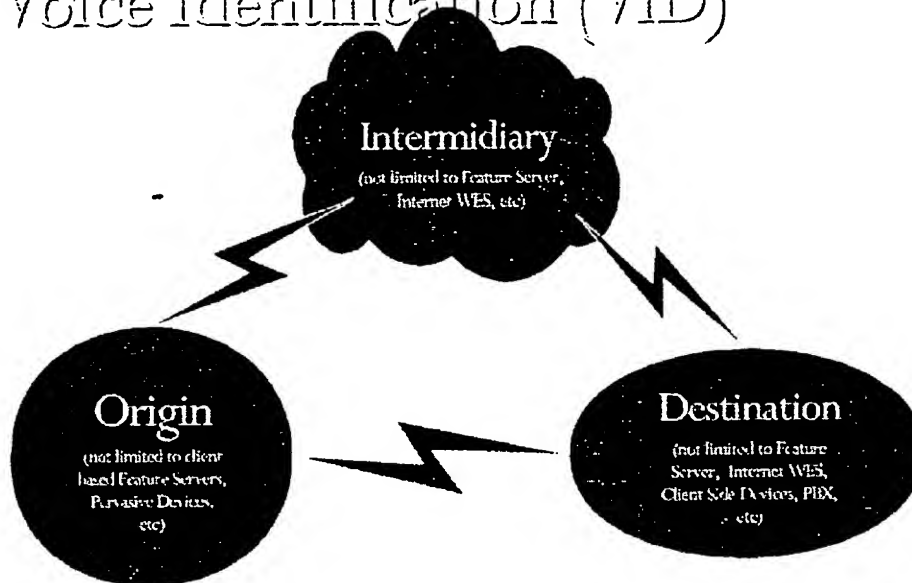 Voice Identification (VID)
Intermidiary
(not limited to Feature Server,
Internet WES, etc)
Origin
(not limited to client
based Feature Servers,
Pervasive Devices,
etc)
Destination
(not limited to Feature
Server, Internet WES,
Client Side Devices, PBX,
etc)